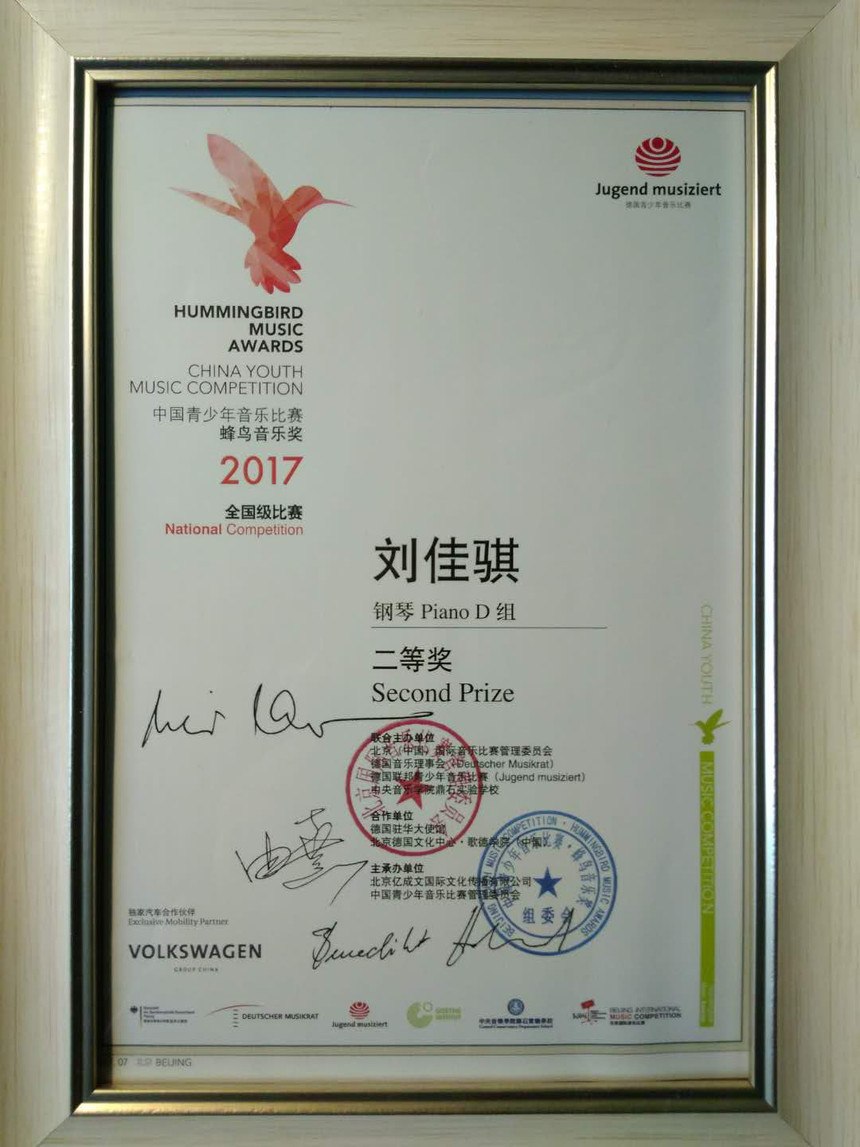 Jugend musiziert
德国青少年音乐比赛
HUMMINGBIRD
MUSIC
AWARDS
CHINA YOUTH
MUSIC COMPETITION
中国青少年音乐比赛
蜂鸟音乐奖
2017
全国级比赛
National Competition
刘佳骐
钢琴 Piano D 组
二等奖
Second Prize
联合主办单位
北京（中国）国际音乐比赛管理委员会
德国音乐理事会（Deutscher Musikrat）
德国联邦青少年音乐比赛（Jugend musiziert）
中央音乐学院鼎石实验学校
合作单位
德国驻华大使馆
北京德国文化中心·歌德学院（中国）
主承办单位
北京亿成文国际文化传播有限公司
中国青少年音乐比赛管理委员会
组委会
独家汽车合作伙伴
Exclusive Mobility Partner
VOLKSWAGEN
GROUP CHINA
Benedikt
CHINA YOUTH
MUSIC COMPETITION
DEUTSCHER MUSIKRAT
Jugend musiziert
GOETHE
INSTITUT
BEIJING INTERNATIONAL
MUSIC COMPETITION
07 北京 BEIJING